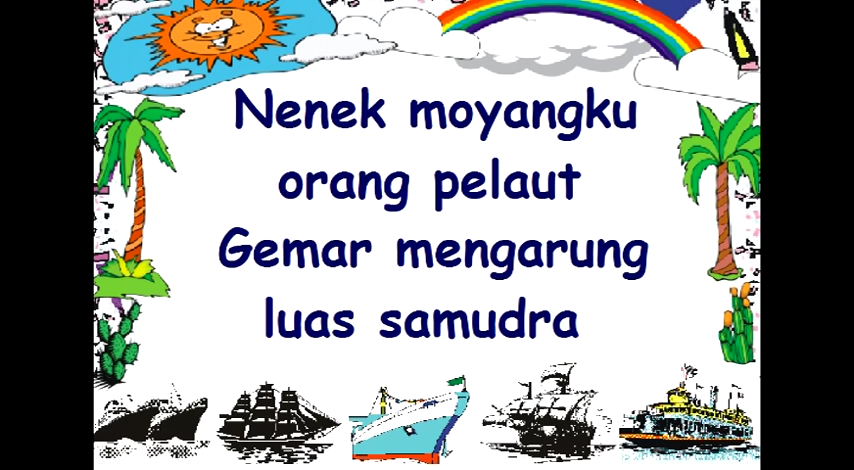 Nenek moyangku
orang pelaut
Gemar mengarung
luas samudra